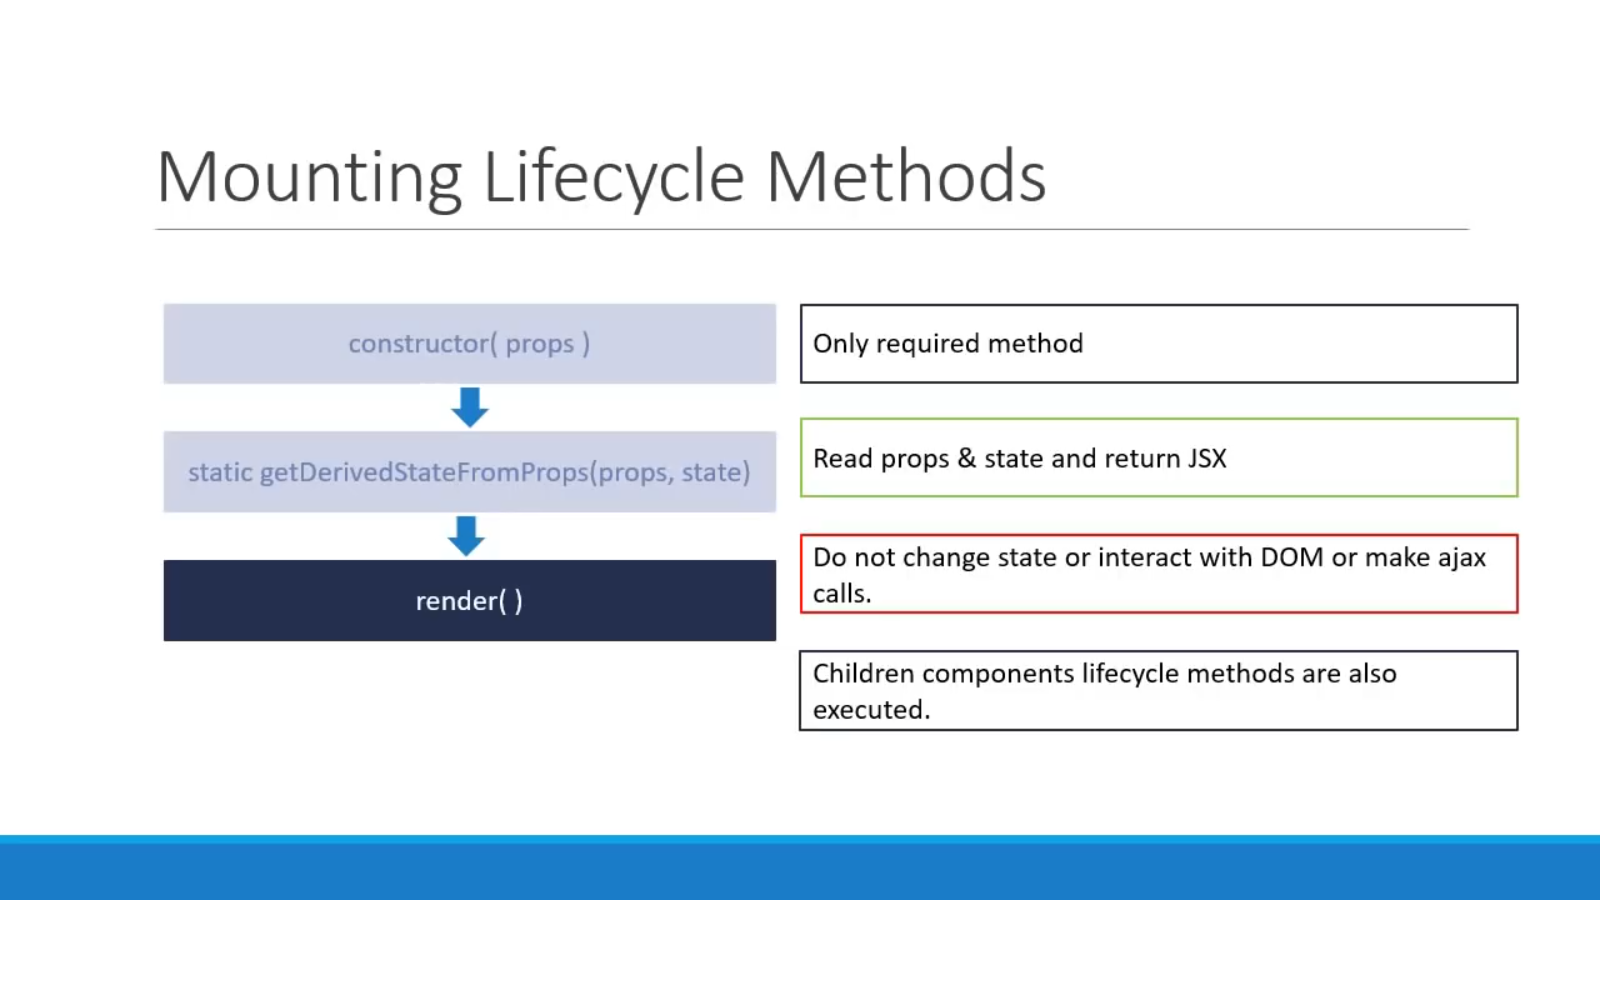 Mounting Lifecycle Methods
constructor( props )
static getDerivedStateFromProps(props, state)
render( )
Only required method
Read props & state and return JSX
Do not change state or interact with DOM or make ajax
calls.
Children components lifecycle methods are also
executed.